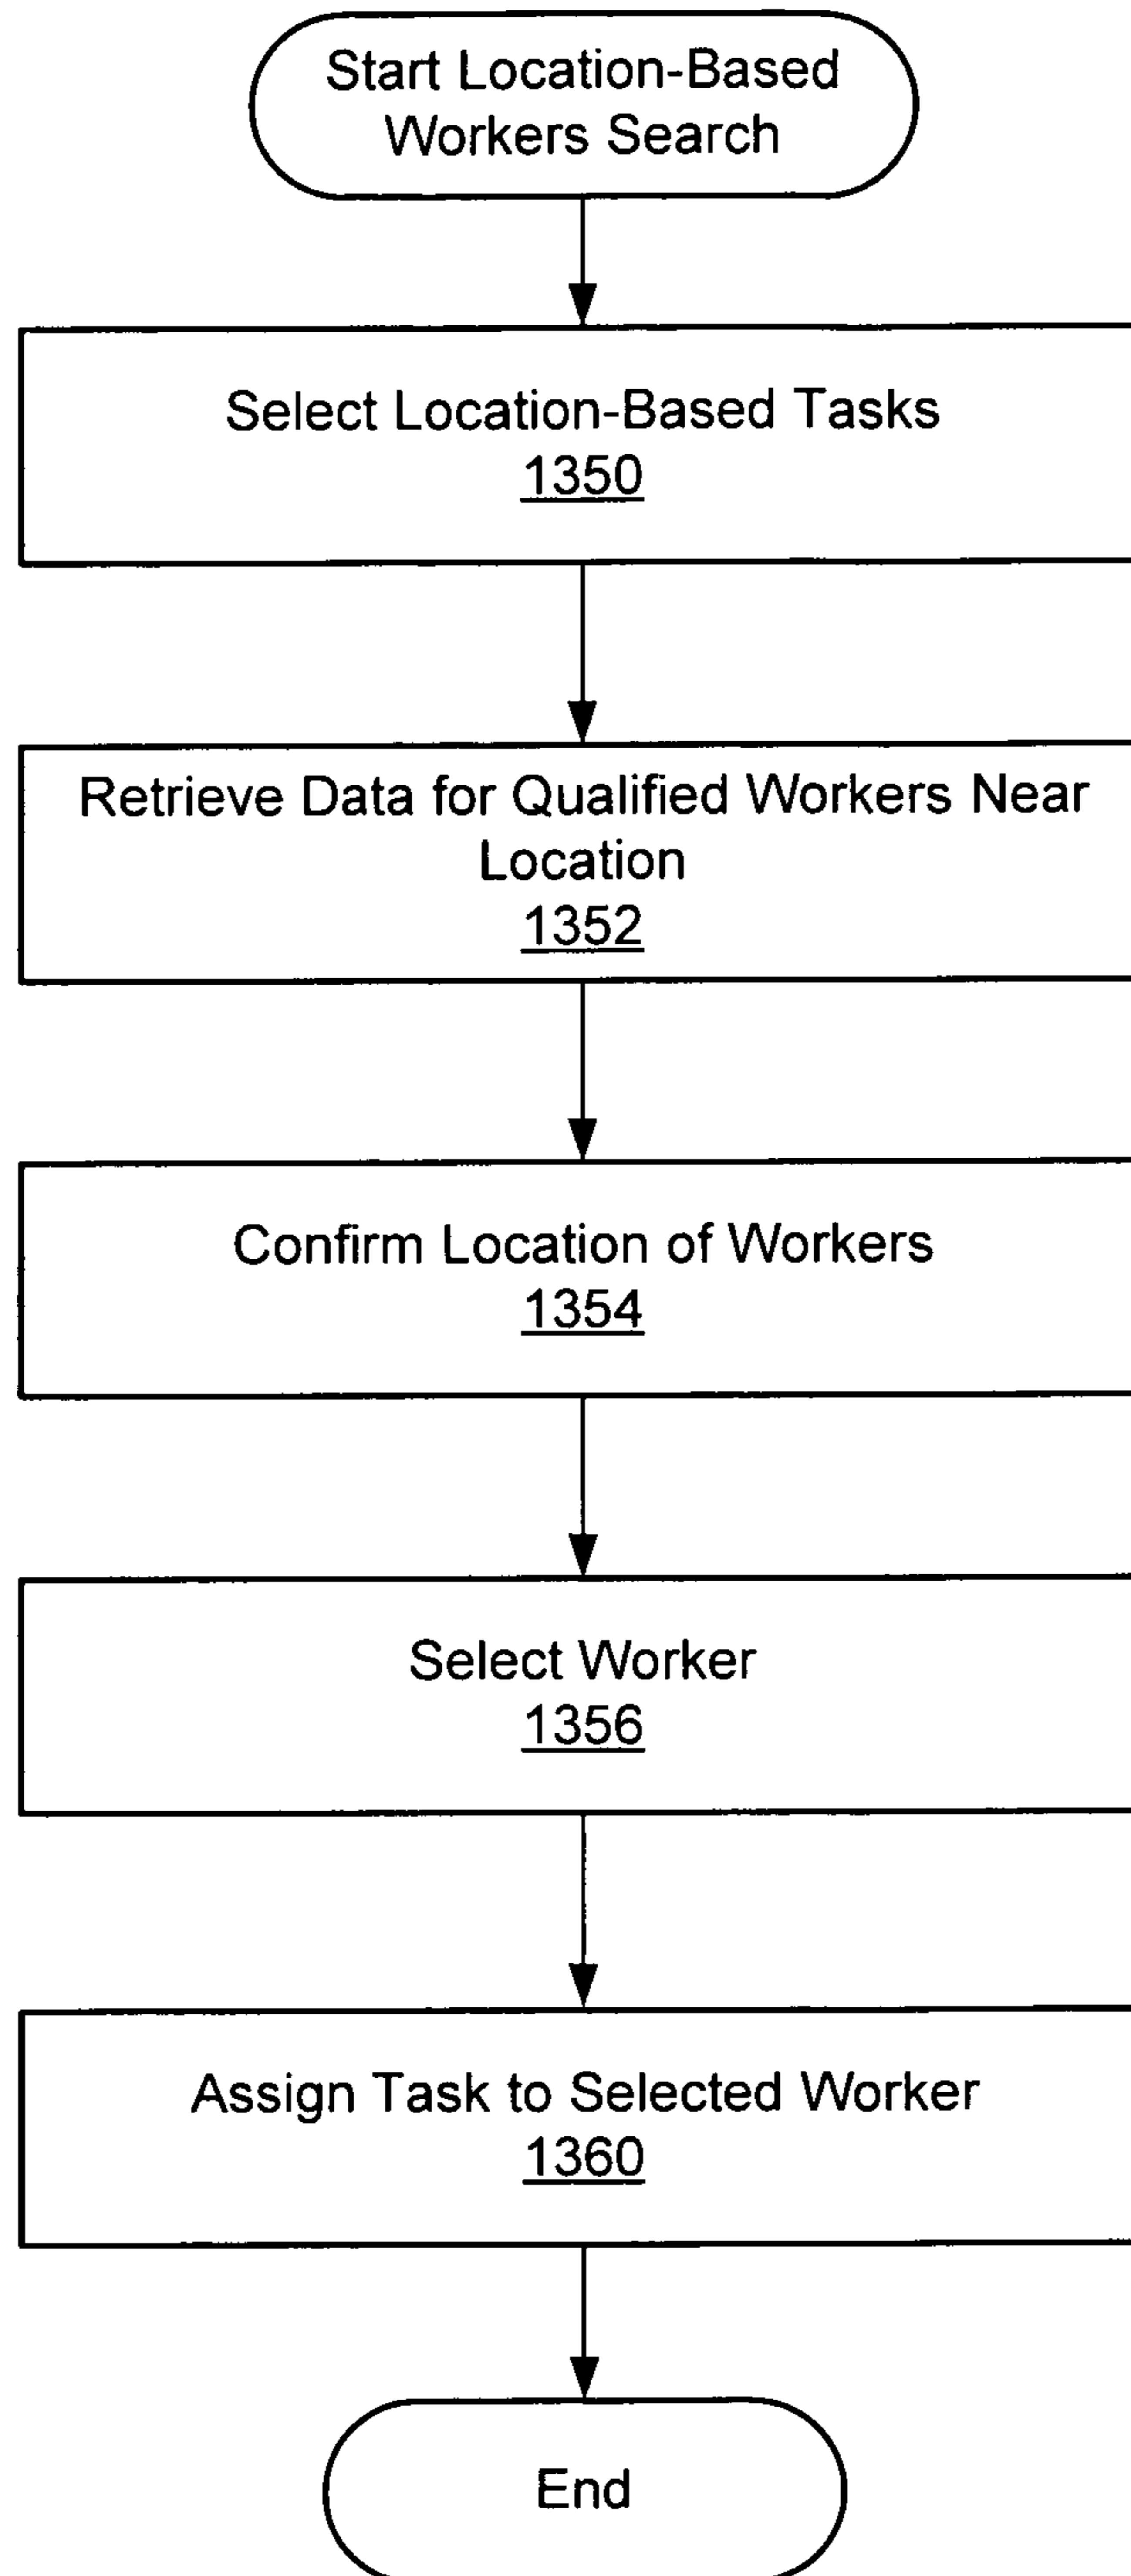 Start Location-Based
Workers Search
Select Location-Based Tasks
1350
Retrieve Data for Qualified Workers Near
Location
1352
Confirm Location of Workers
1354
Select Worker
1356
Assign Task to Selected Worker
1360
End